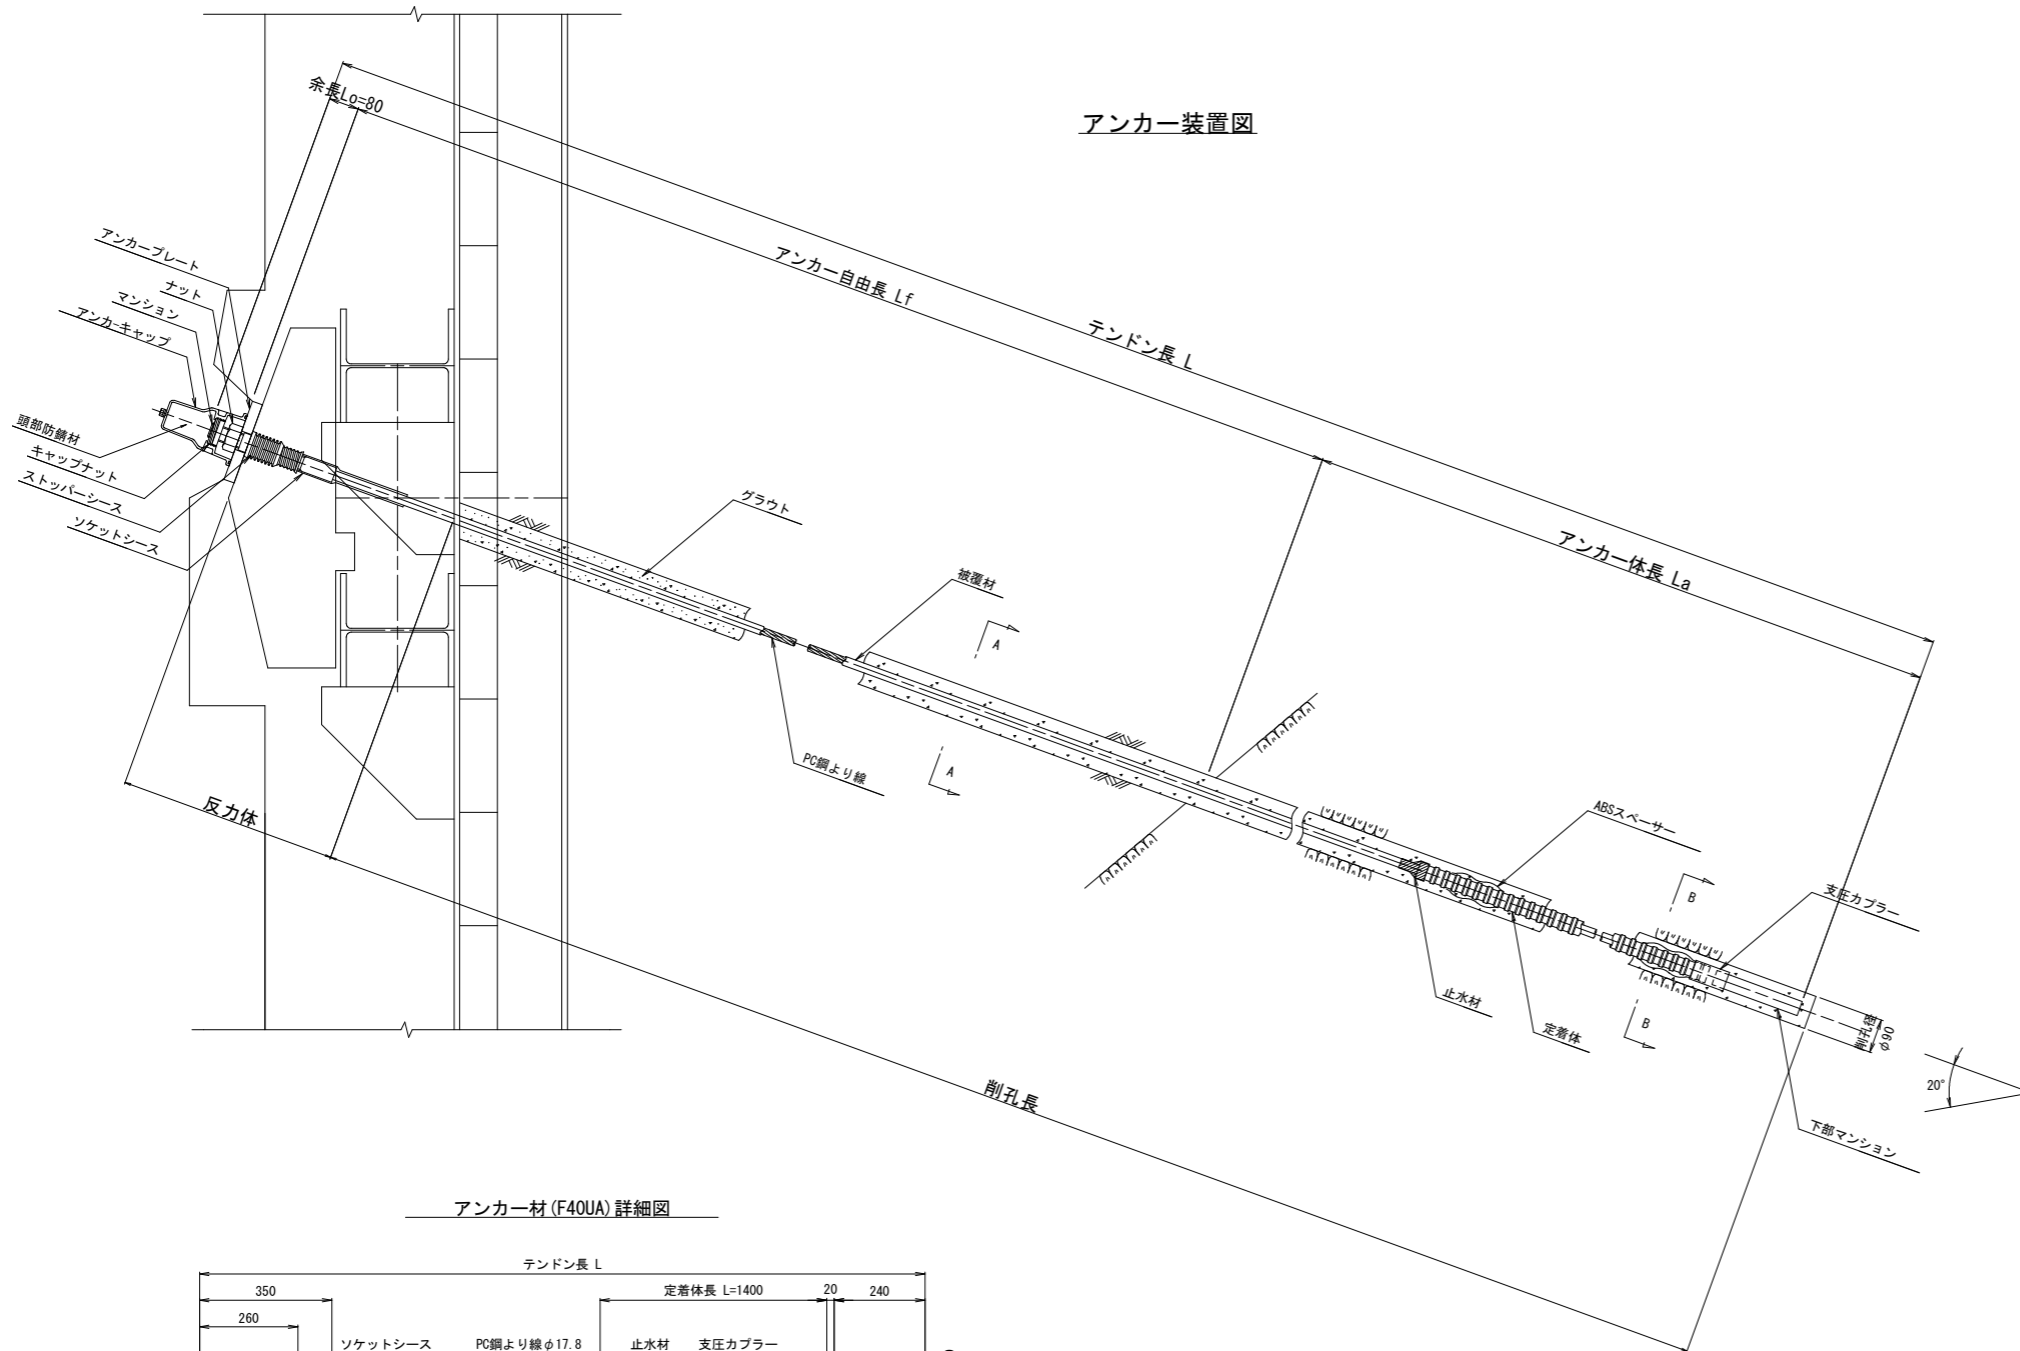 アンカー装置図
余長Lo=80
アンカー自由長 Lf
テンドン長 L
アンカー体長 La
アンカープレート
ナット
マンション
アンカーキャップ
頭部防錆材
キャップナット
ストッパーシース
ソケットシース
グラウト
被覆材
A
A
PC鋼より線
反力体
ABSスペーサー
支圧カプラー
B
B
止水材
定着体
削孔径
φ90
20°
下部マンション
削孔長
アンカー材(F40UA)詳細図
テンドン長 L
350
定着体長 L=1400
20
240
260
ソケットシース
PC鋼より線φ17.8
止水材
支圧カプラー